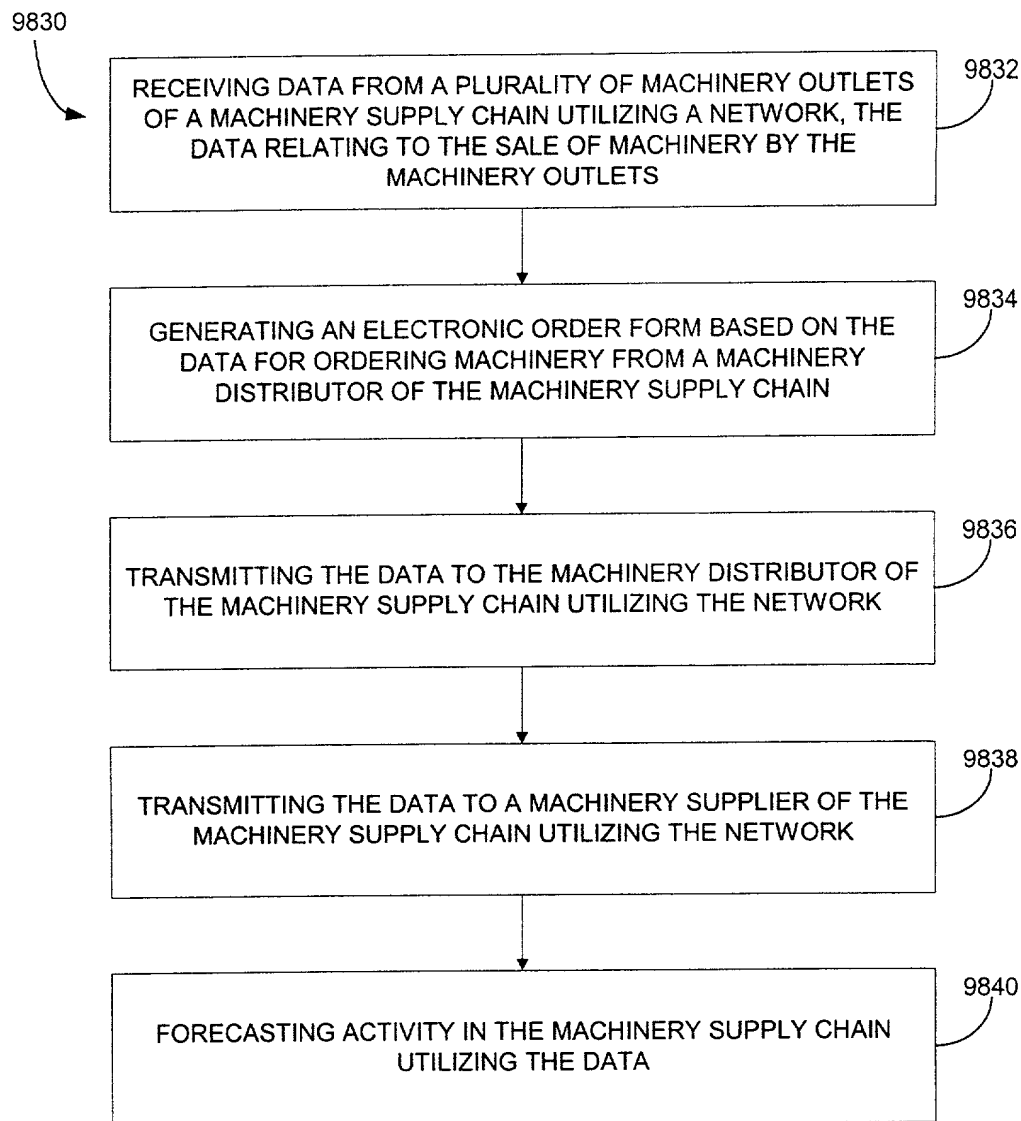 9830
9832
RECEIVING DATA FROM A PLURALITY OF MACHINERY OUTLETS
OF A MACHINERY SUPPLY CHAIN UTILIZING A NETWORK, THE
DATA RELATING TO THE SALE OF MACHINERY BY THE
MACHINERY OUTLETS
9834
GENERATING AN ELECTRONIC ORDER FORM BASED ON THE
DATA FOR ORDERING MACHINERY FROM A MACHINERY
DISTRIBUTOR OF THE MACHINERY SUPPLY CHAIN
9836
TRANSMITTING THE DATA TO THE MACHINERY DISTRIBUTOR OF
THE MACHINERY SUPPLY CHAIN UTILIZING THE NETWORK
9838
TRANSMITTING THE DATA TO A MACHINERY SUPPLIER OF THE
MACHINERY SUPPLY CHAIN UTILIZING THE NETWORK
9840
FORECASTING ACTIVITY IN THE MACHINERY SUPPLY CHAIN
UTILIZING THE DATA